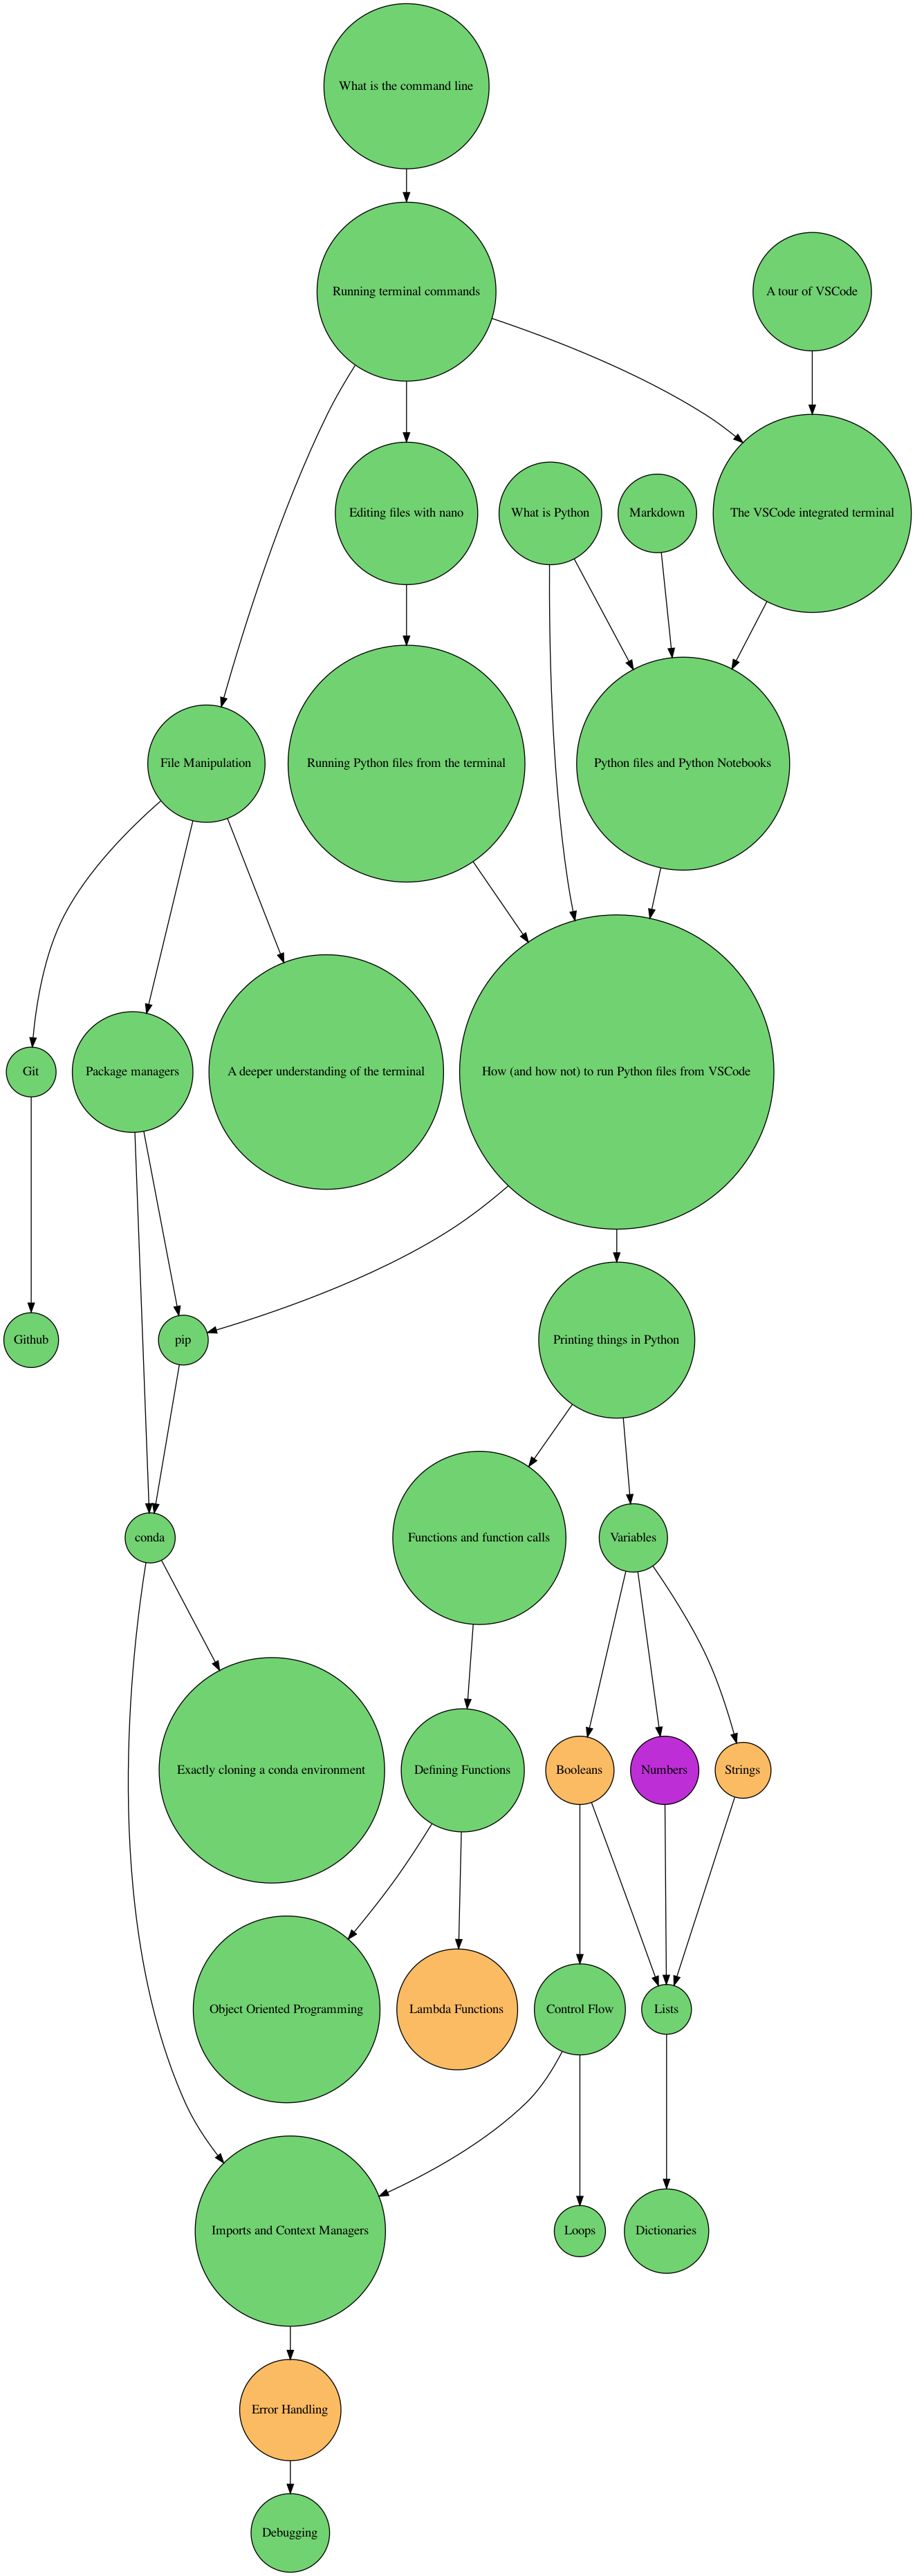 What is the command line
Running terminal commands
A tour of VSCode
Editing files with nano
What is Python
Markdown
The VSCode integrated terminal
File Manipulation
Running Python files from the terminal
Python files and Python Notebooks
Git
Package managers
A deeper understanding of the terminal
How (and how not) to run Python files from VSCode
Github
pip
Printing things in Python
conda
Functions and function calls
Variables
Exactly cloning a conda environment
Defining Functions
Booleans
Numbers
Strings
Object Oriented Programming
Lambda Functions
Control Flow
Lists
Imports and Context Managers
Loops
Dictionaries
Error Handling
Debugging